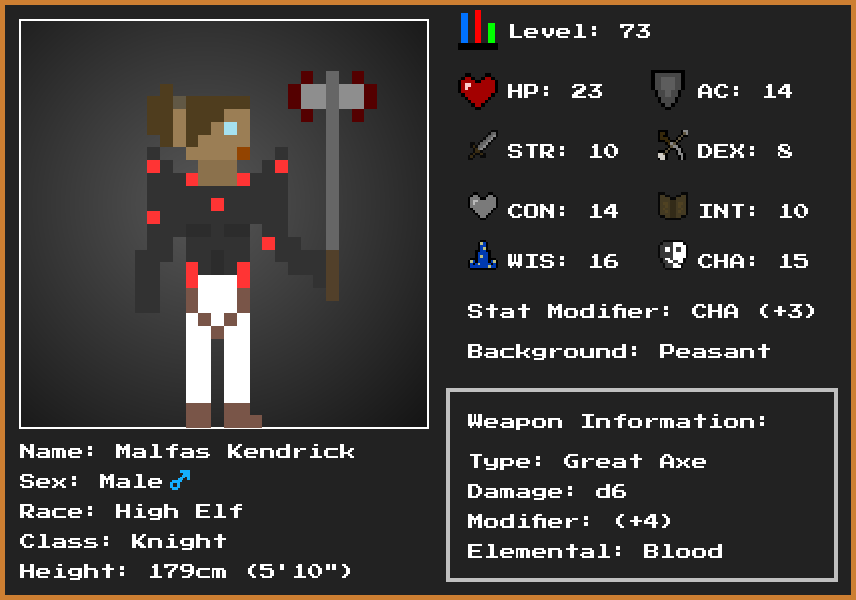 Level: 73
HP: 23
AC: 14
STR: 10
DEX: 8
CON: 14
INT: 10
WIS: 16
CHA: 15
Stat Modifier: CHA (+3)
Background: Peasant
Weapon Information:
Type: Great Axe
Damage: d6
Modifier: (+4)
Elemental: Blood
Name: Malfas Kendrick
Sex: Male ♂
Race: High Elf
Class: Knight
Height: 179cm (5'10")